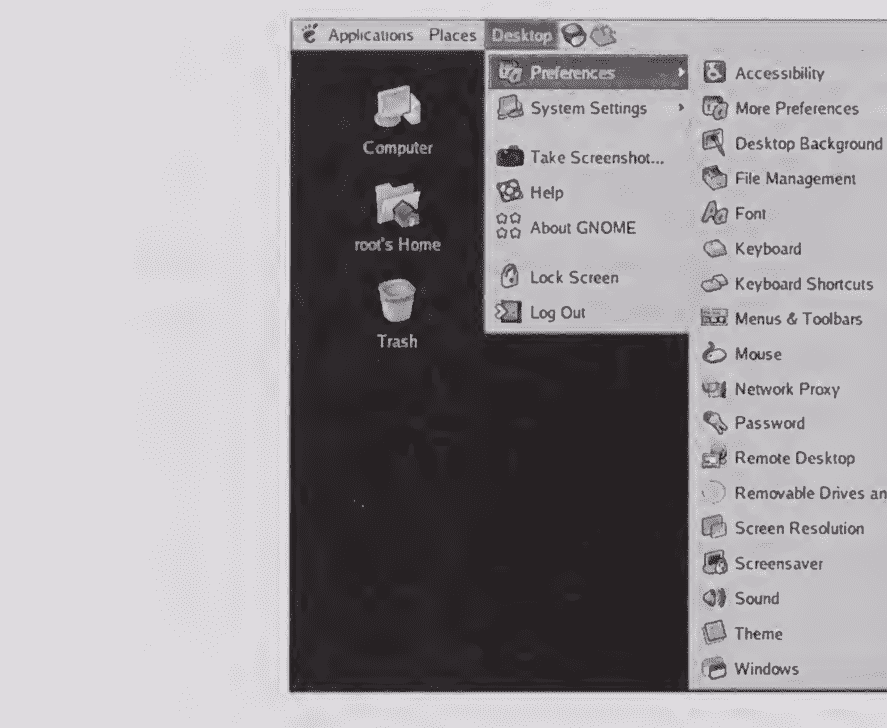 Applications Places Desktop
Preferences
System Settings
Take Screenshot...
Help
About GNOME
Lock Screen
Log Out
Accessibility
More Preferences
Desktop Background
File Management
Font
Keyboard
Keyboard Shortcuts
Menus & Toolbars
Mouse
Network Proxy
Password
Remote Desktop
Removable Drives an
Screen Resolution
Screensaver
Sound
Theme
Windows
Computer
root's Home
Trash